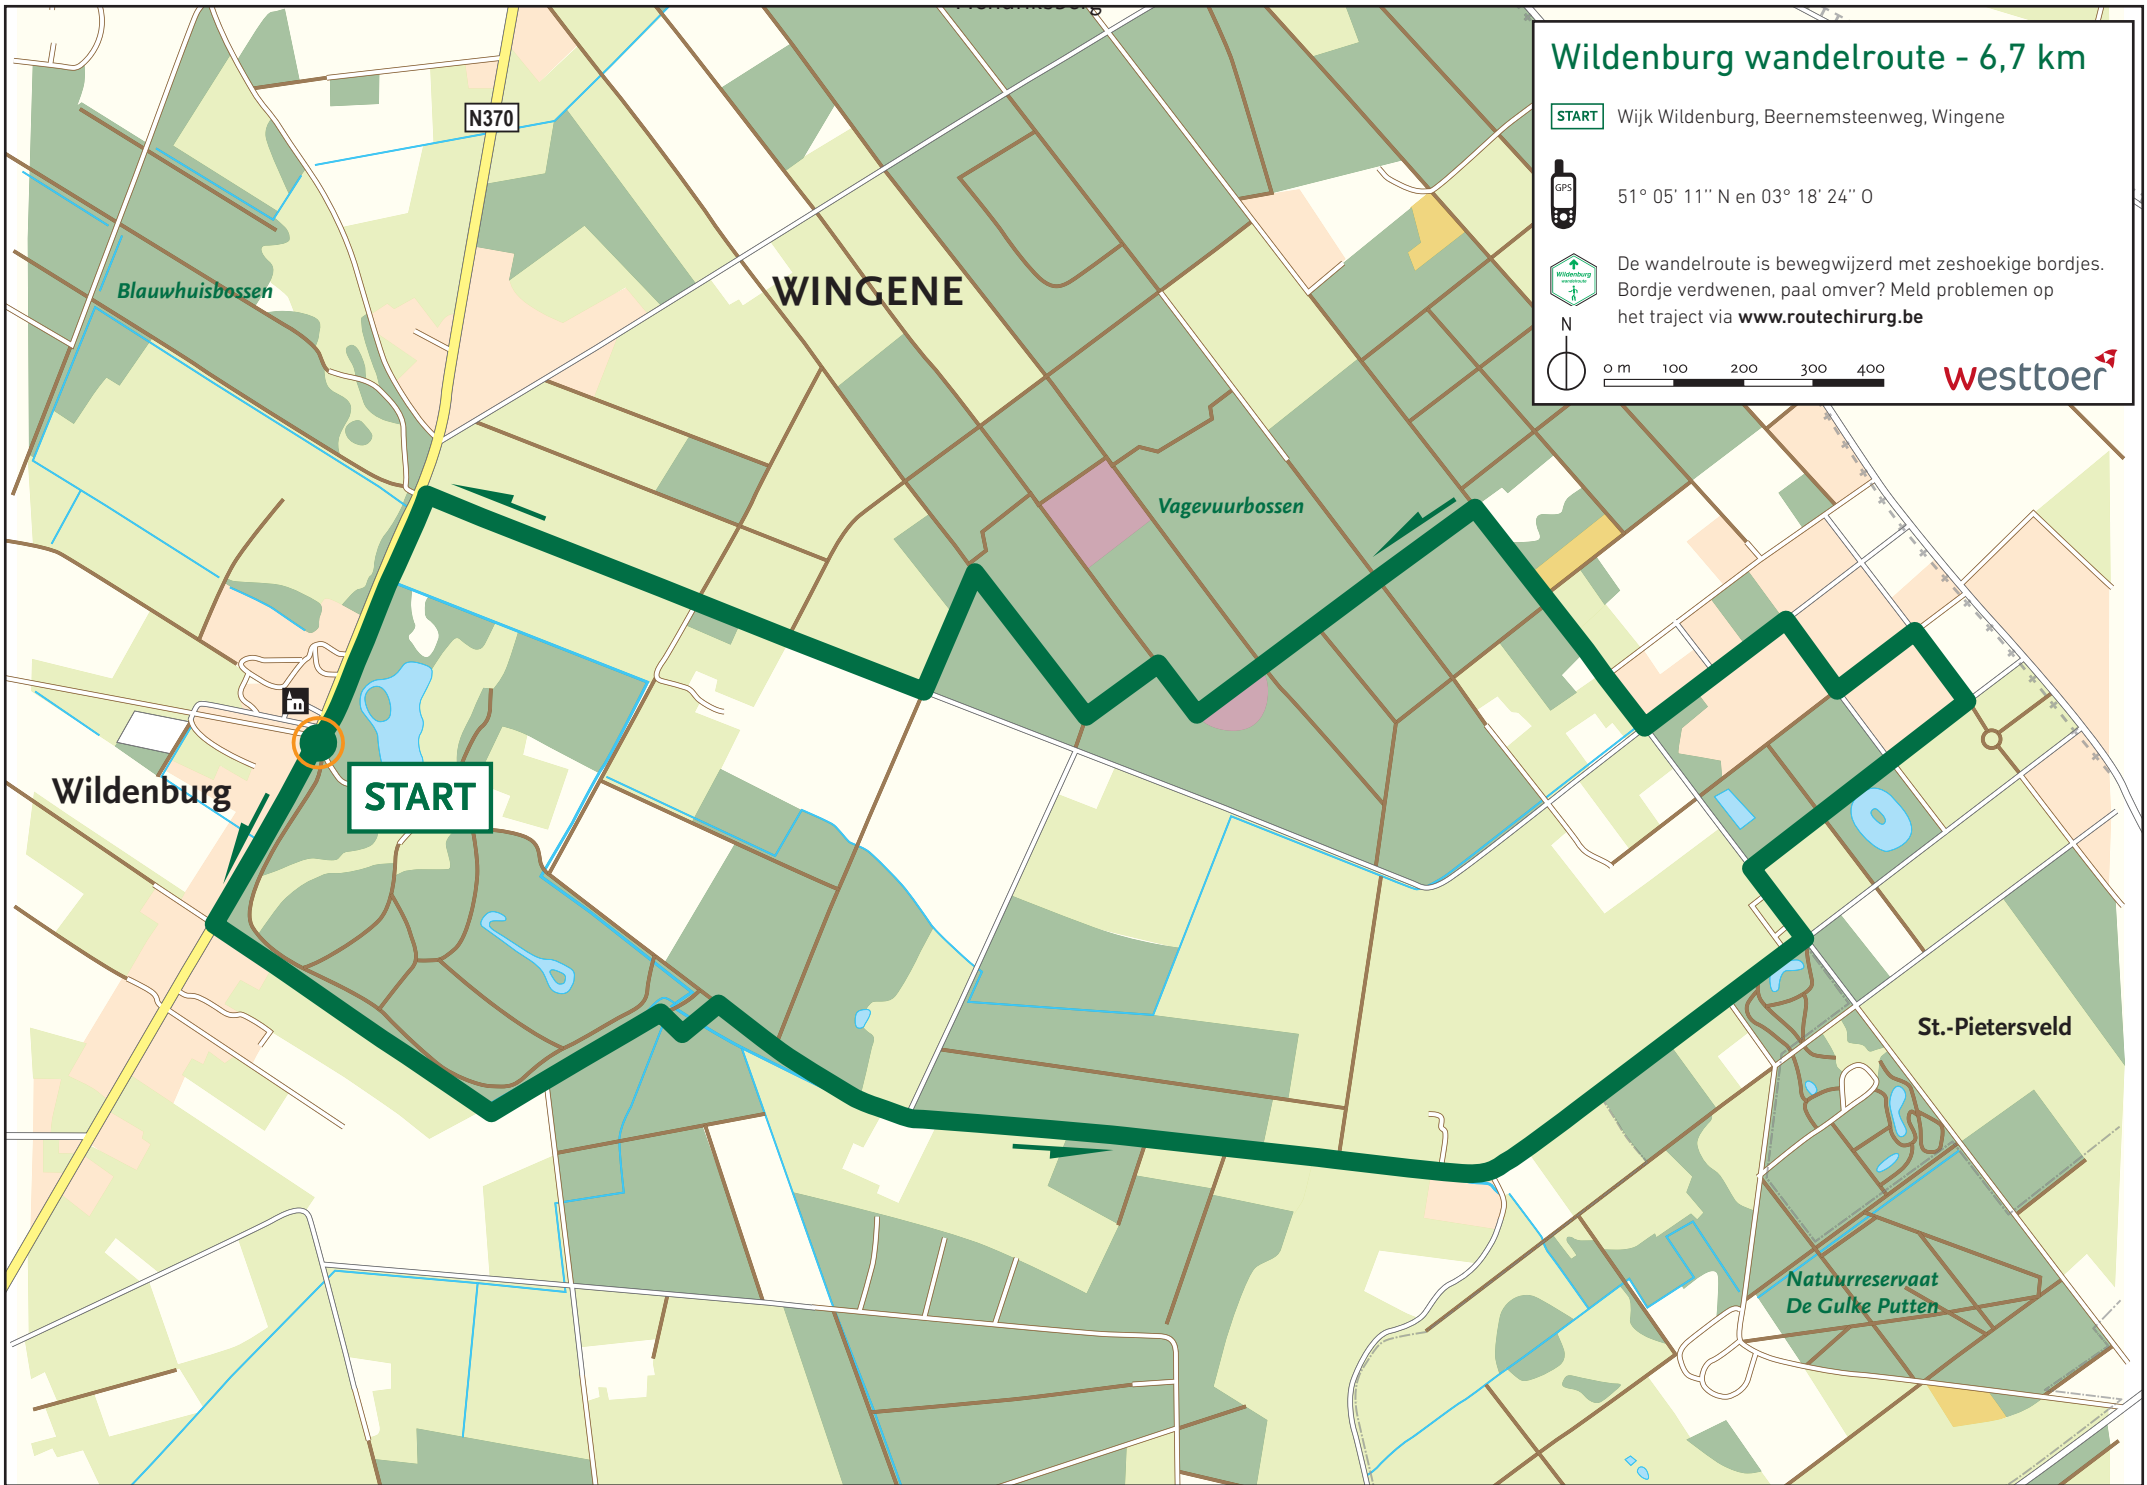 Wildenburg wandelroute - 6,7 km
START Wijk Wildenburg, Beernemsteenweg, Wingene
GPS
51° 05' 11'' N en 03° 18' 24'' O
Wildenburg
wandelroute
De wandelroute is bewegwijzerd met zeshoekige bordjes.
Bordje verdwenen, paal omver? Meld problemen op
het traject via www.routechirurg.be
N
0 m 100 200 300 400
westtoer
N370
Blauwhuisbossen
WINGENE
Vagevuurbossen
Wildenburg
START
St.-Pietersveld
Natuurreservaat
De Gulke Putten